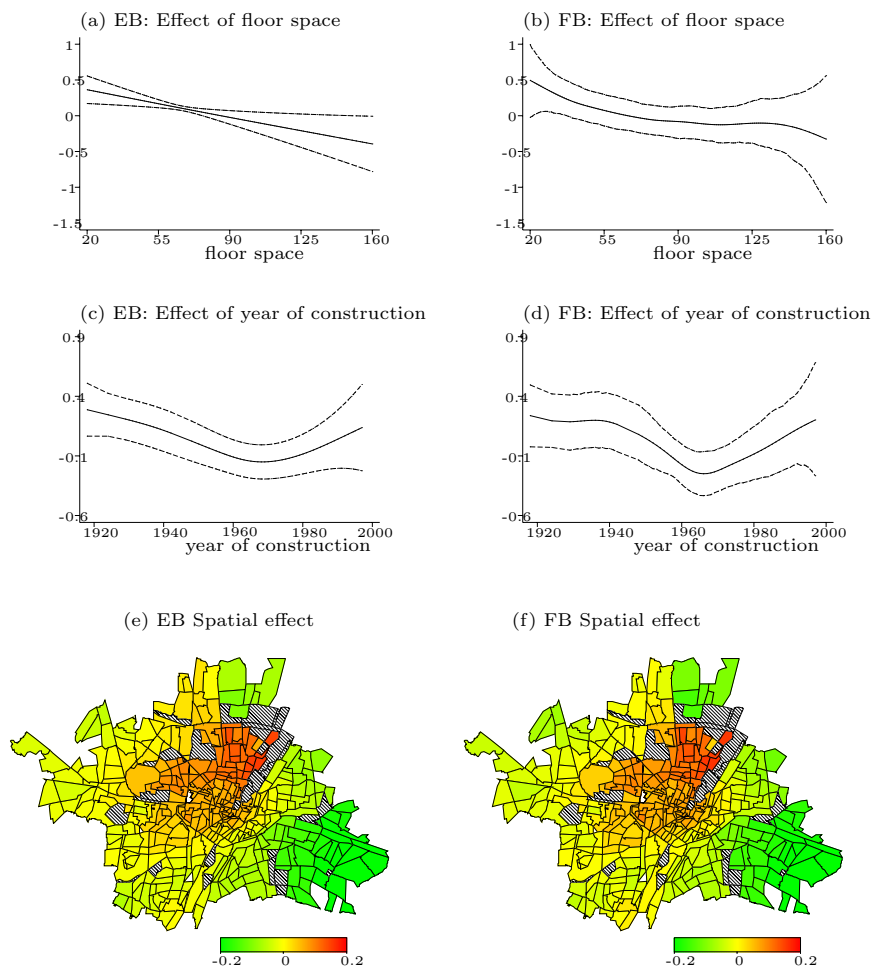 (a) EB: Effect of floor space
1
0.5
0
-0.5
-1
-1.5
20 55 90 125 160
floor space
(b) FB: Effect of floor space
1
0.5
0
-0.5
-1
-1.5
20 55 90 125 160
floor space
(c) EB: Effect of year of construction
0.9
0.4
-0.1
-0.6
1920 1940 1960 1980 2000
year of construction
(d) FB: Effect of year of construction
0.9
0.4
-0.1
-0.6
1920 1940 1960 1980 2000
year of construction
(e) EB Spatial effect
-0.2 0 0.2
(f) FB Spatial effect
-0.2 0 0.2